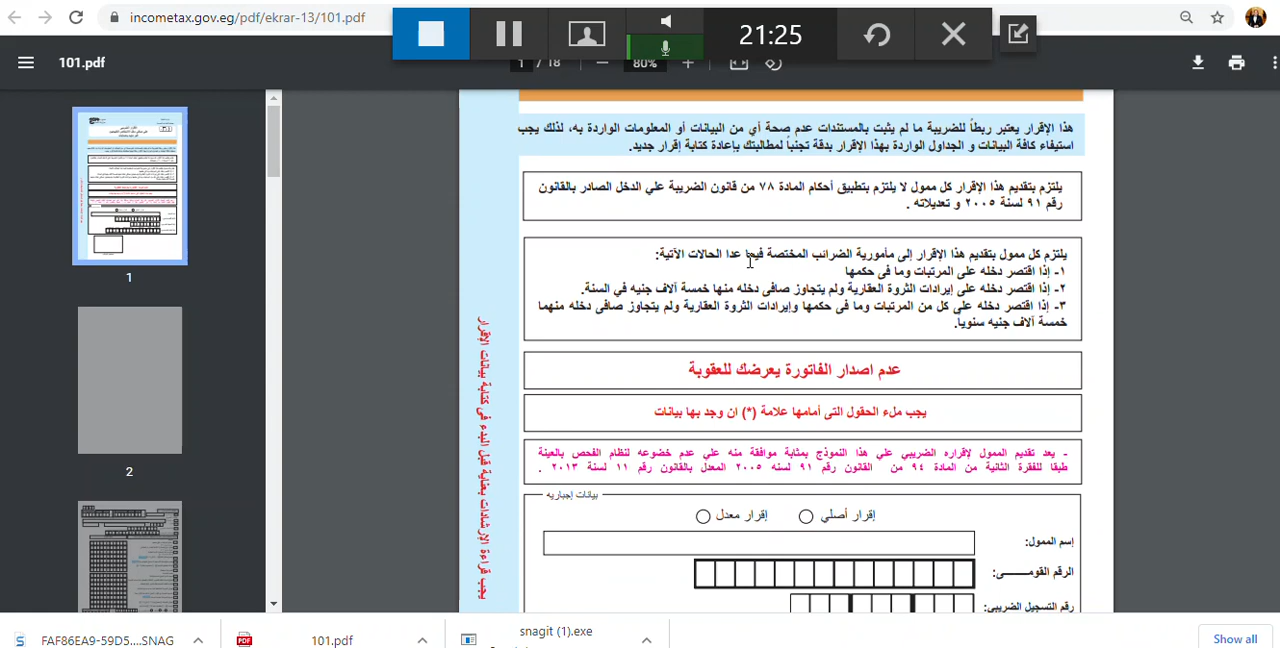 incometax.gov.eg/pdf/ekrar-13/101.pdf
21:25
101.pdf
1 / 18
80%
هذا الإقرار يعتبر ربطاً للضريبة ما لم يثبت بالمستندات عدم صحة أي من البيانات أو المعلومات الواردة به، لذلك يجب
استيفاء كافة البيانات و الجداول الواردة بهذا الإقرار بدقة تجنباً لمطالبتك بإعادة كتابة إقرار جديد.
يلتزم بتقديم هذا الإقرار كل ممول لا يلتزم بتطبيق أحكام المادة ٧٨ من قانون الضريبة علي الدخل الصادر بالقانون
رقم ٩١ لسنة ٢٠٠٥ و تعديلاته .
يلتزم كل ممول بتقديم هذا الإقرار إلى مأمورية الضرائب المختصة فيما عدا الحالات الآتية:
١- إذا اقتصر دخله على المرتبات وما فى حكمها
٢- إذا اقتصر دخله على إيرادات الثروة العقارية ولم يتجاوز صافى دخله منها خمسة آلاف جنيه في السنة.
٣- إذا اقتصر دخله على كل من المرتبات وما فى حكمها وإيرادات الثروة العقارية ولم يتجاوز صافى دخله منهما
خمسة آلاف جنيه سنوياً.
عدم اصدار الفاتورة يعرضك للعقوبة
يجب ملء الحقول التى أمامها علامة (*) ان وجد بها بيانات
- يعد تقديم الممول لإقراره الضريبي علي هذا النموذج بمثابة موافقة منه علي عدم خضوعه لنظام الفحص بالعينة
طبقا للفقرة الثانية من المادة ٩٤ من القانون رقم ٩١ لسنه ٢٠٠٥ المعدل بالقانون رقم ١١ لسنة ٢٠١٣ .
بيانات إجباريه
إقرار أصلي
إقرار معدل
إسم الممول:
الرقم القومـــــى:
رقم التسجيل الضريبى:
يجب قراءة الإرشادات بعناية قبل البدء فى كتابة بيانات الإقرار
1
2
FAF86EA9-59D5....SNAG
101.pdf
snagit (1).exe
Show all